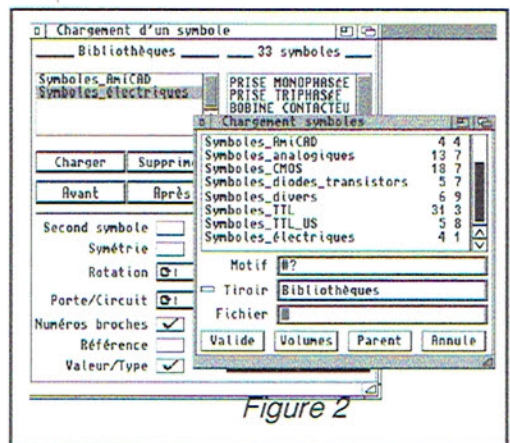 Chargement d'un symbole
Bibliothèques
33 symboles
Symboles_AmiCAD
Symboles_électriques
PRISE MONOPHASéE
PRISE TRIPHASéE
BOBINE CONTACTEU
Charger
Supprime
Avant
Après
Second symbole
Symétrie
Rotation
Porte/Circuit
Numéros broches
Référence
Valeur/Type
Chargement symboles
Symboles_AmiCAD 4 4
Symboles_analogiques 13 7
Symboles_CMOS 18 7
Symboles_diodes_transistors 5 7
Symboles_divers 6 9
Symboles_TTL 31 3
Symboles_TTL_US 5 8
Symboles_électriques 4 1
Motif #?
Tiroir Bibliothèques
Fichier
Valide
Volumes
Parent
Annule
Figure 2